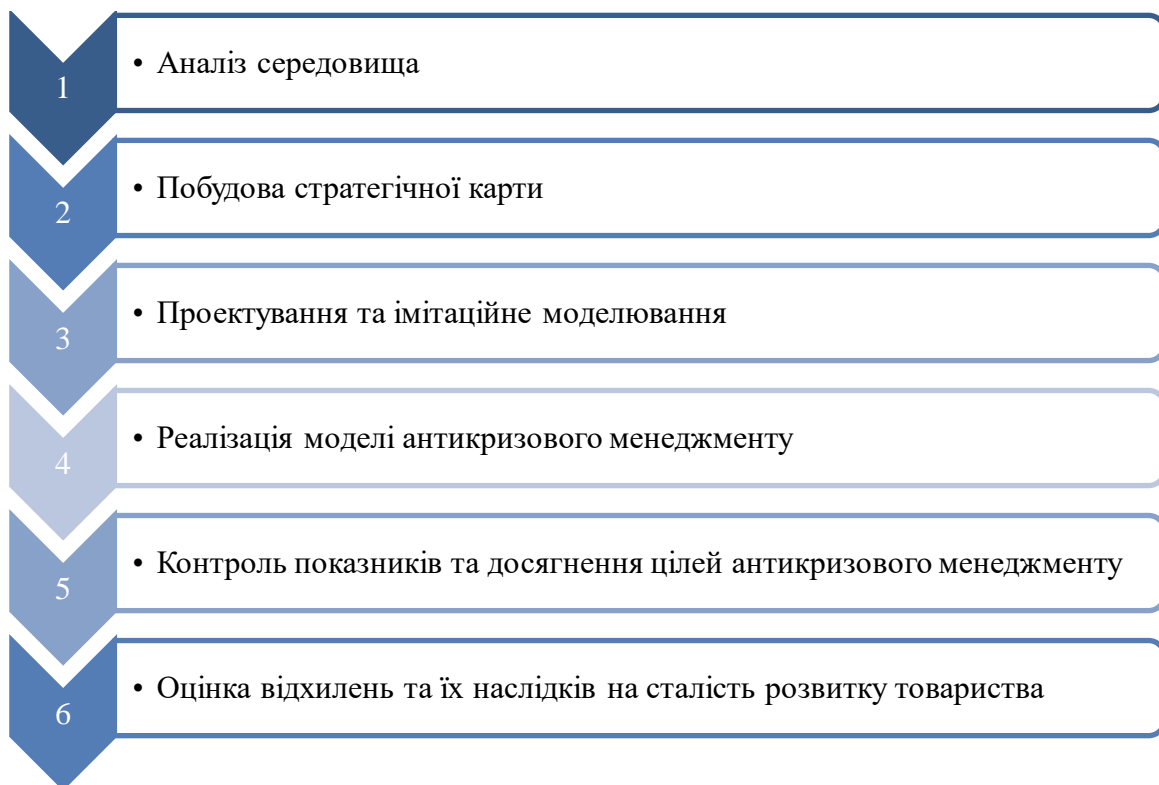 1
• Аналіз середовища
2
• Побудова стратегічної карти
3
• Проектування та імітаційне моделювання
4
• Реалізація моделі антикризового менеджменту
5
• Контроль показників та досягнення цілей антикризового менеджменту
6
• Оцінка відхилень та їх наслідків на сталість розвитку товариства